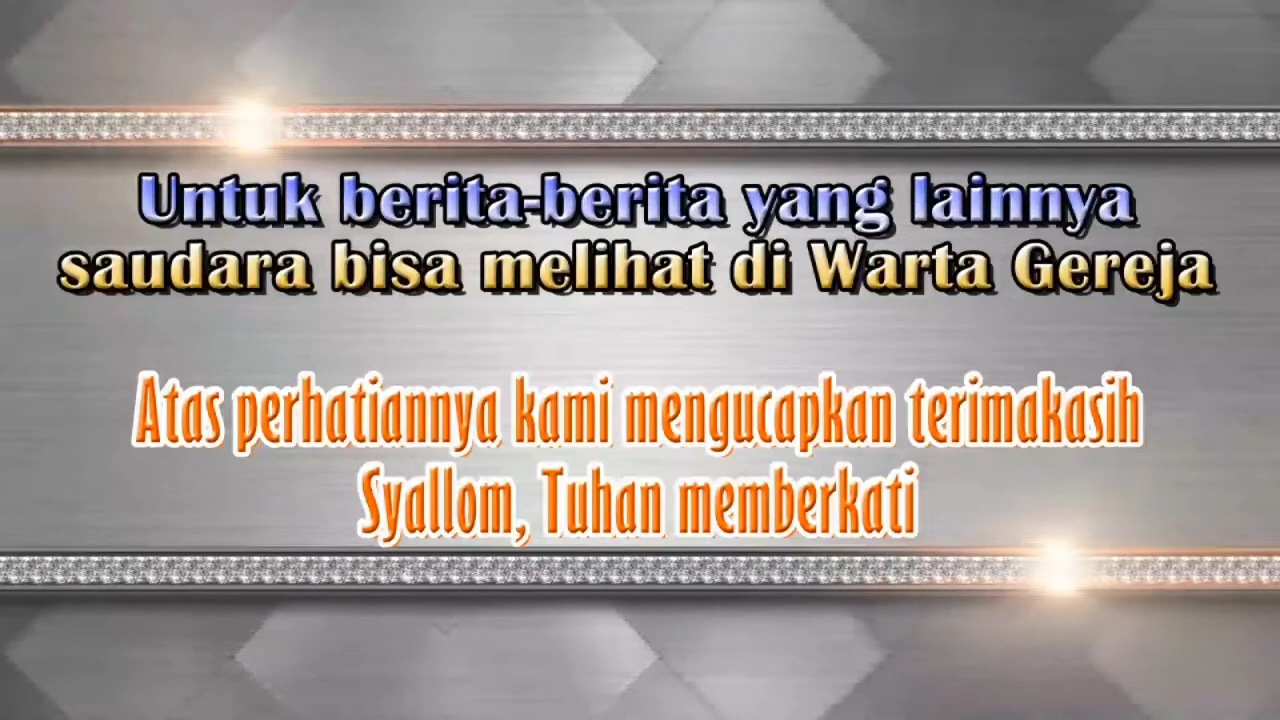 Untuk berita-berita yang lainnya
saudara bisa melihat di Warta Gereja
Atas perhatiannya kami mengucapkan terimakasih
Syallom, Tuhan memberkati